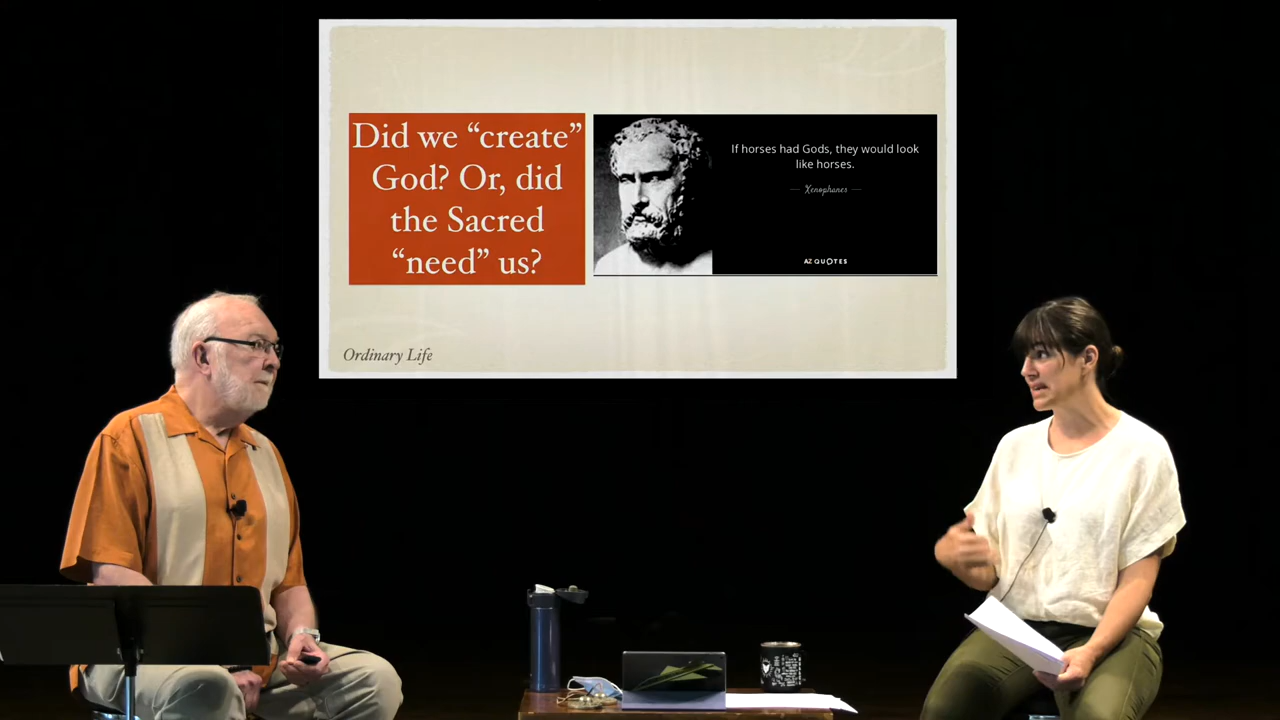 Did we “create”
God? Or, did
the Sacred
“need” us?
If horses had Gods, they would look
like horses.
Xenophanes
AZ QUOTES
Ordinary Life